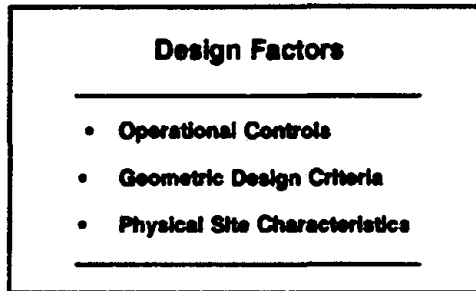 Design Factors
• Operational Controls
• Geometric Design Criteria
• Physical Site Characteristics